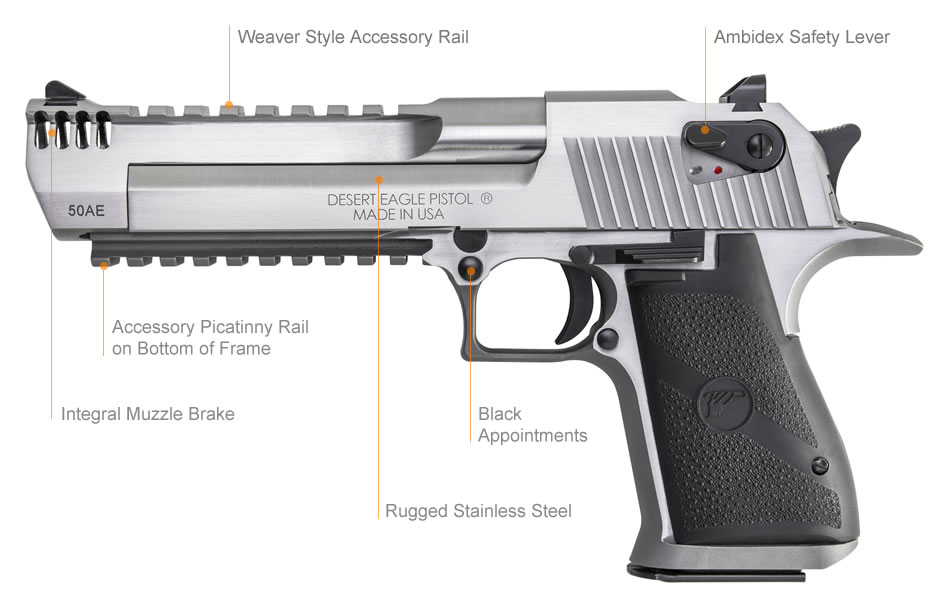 Weaver Style Accessory Rail
Ambidex Safety Lever
50AE
DESERT EAGLE PISTOL ®
MADE IN USA
Accessory Picatinny Rail
on Bottom of Frame
Integral Muzzle Brake
Black
Appointments
Rugged Stainless Steel